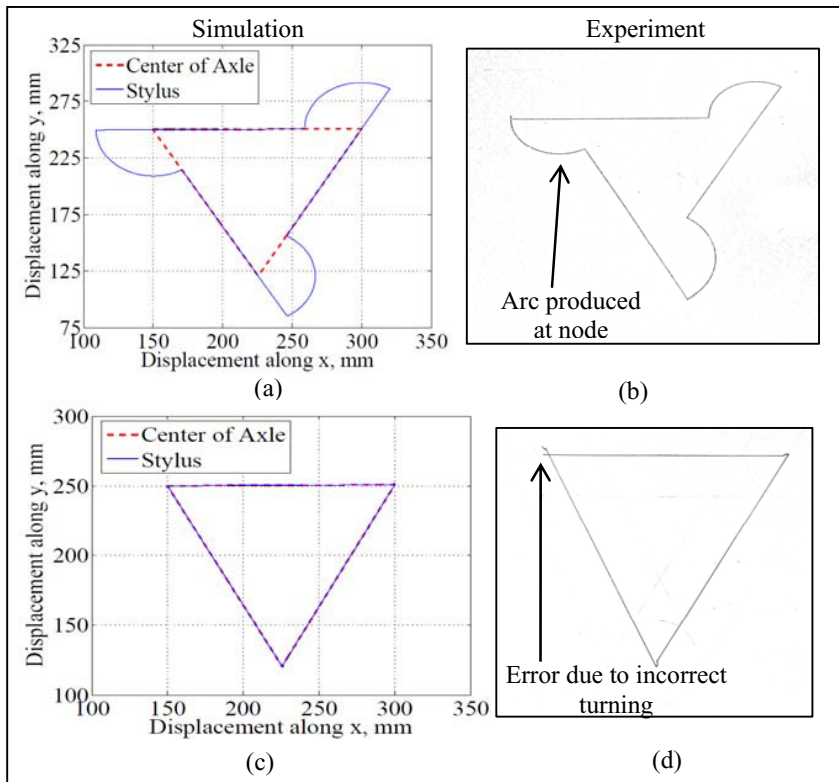 Simulation
Experiment
325
275
225
175
125
75
100
150
200
250
300
350
Displacement along y, mm
Displacement along x, mm
Center of Axle
Stylus
(a)
Arc produced
at node
(b)
300
250
200
150
100
100
150
200
250
300
350
Displacement along y, mm
Displacement along x, mm
Center of Axle
Stylus
(c)
Error due to incorrect
turning
(d)